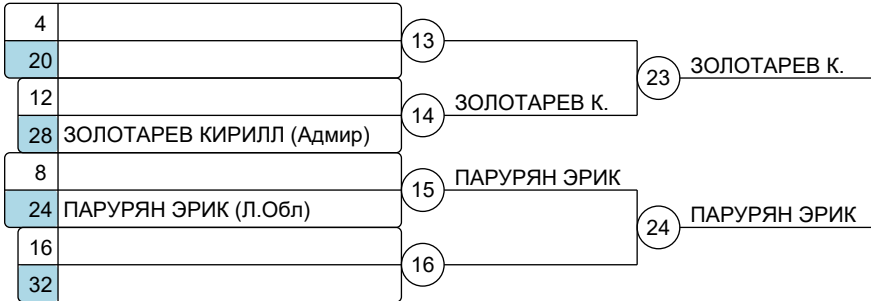 4
13
20
23 ЗОЛОТАРЕВ К.
12
14 ЗОЛОТАРЕВ К.
28 ЗОЛОТАРЕВ КИРИЛЛ (Адмир)
8
15 ПАРУРЯН ЭРИК
24 ПАРУРЯН ЭРИК (Л.Обл)
24 ПАРУРЯН ЭРИК
16
16
32